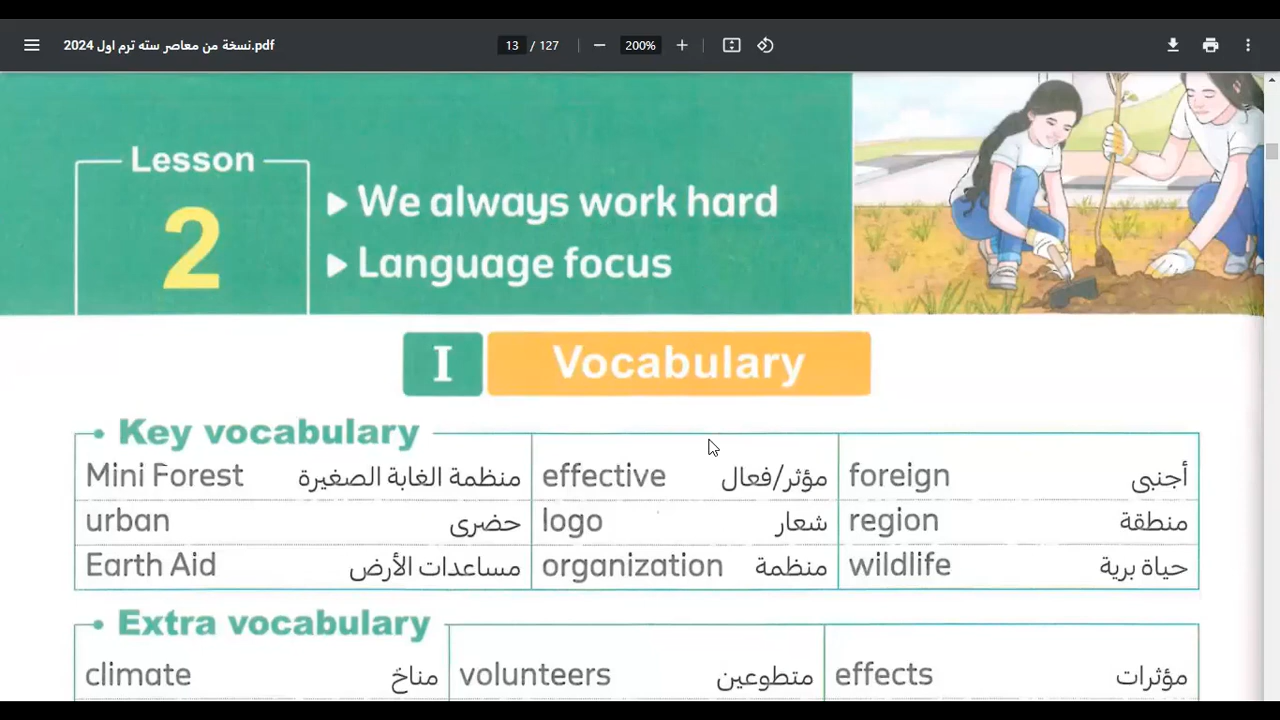 نسخة من معاصر سته ترم اول 2024.pdf
13 / 127
200%
Lesson
2
We always work hard
Language focus
I Vocabulary
Key vocabulary
Mini Forest منظمة الغابة الصغيرة effective مؤثر/فعال foreign أجنبى
urban حضرى logo شعار region منطقة
Earth Aid مساعدات الأرض organization منظمة wildlife حياة برية
Extra vocabulary
climate مناخ volunteers متطوعين effects مؤثرات